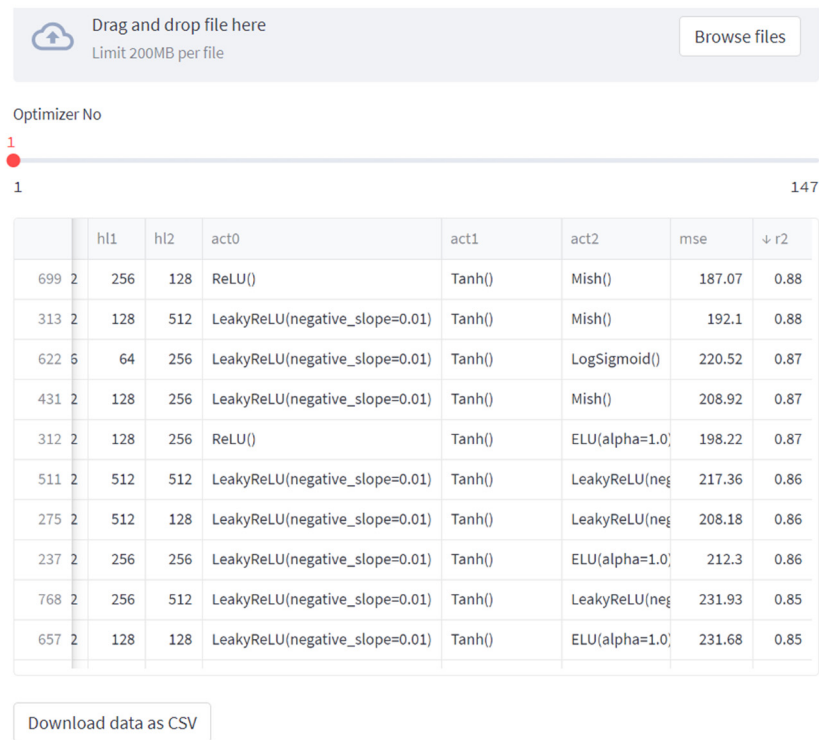 Drag and drop file here
Limit 200MB per file
Browse files
Optimizer No
1
1 147
hl1 hl2 act0 act1 act2 mse ↓ r2
699 2 256 128 ReLU() Tanh() Mish() 187.07 0.88
313 2 128 512 LeakyReLU(negative_slope=0.01) Tanh() Mish() 192.1 0.88
622 6 64 256 LeakyReLU(negative_slope=0.01) Tanh() LogSigmoid() 220.52 0.87
431 2 128 256 LeakyReLU(negative_slope=0.01) Tanh() Mish() 208.92 0.87
312 2 128 256 ReLU() Tanh() ELU(alpha=1.0) 198.22 0.87
511 2 512 512 LeakyReLU(negative_slope=0.01) Tanh() LeakyReLU(neg 217.36 0.86
275 2 512 128 LeakyReLU(negative_slope=0.01) Tanh() LeakyReLU(neg 208.18 0.86
237 2 256 256 LeakyReLU(negative_slope=0.01) Tanh() ELU(alpha=1.0) 212.3 0.86
768 2 256 512 LeakyReLU(negative_slope=0.01) Tanh() LeakyReLU(neg 231.93 0.85
657 2 128 128 LeakyReLU(negative_slope=0.01) Tanh() ELU(alpha=1.0) 231.68 0.85
Download data as CSV